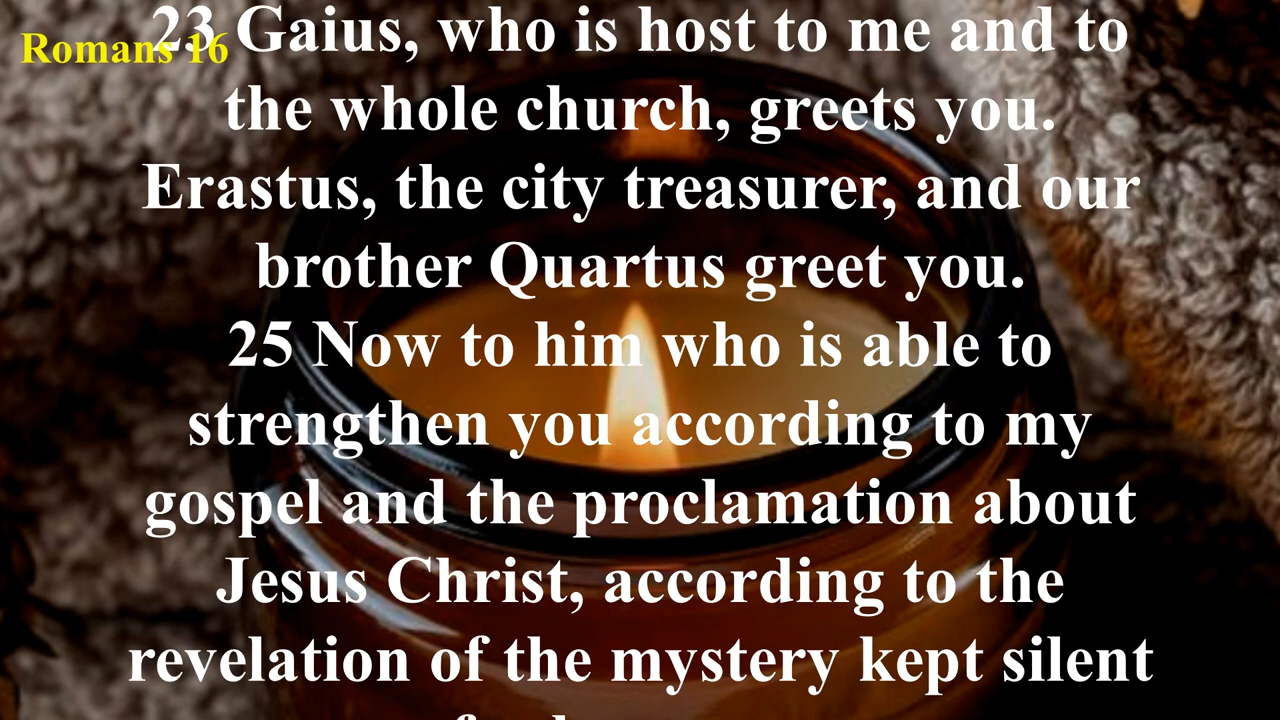 Romans 16
23 Gaius, who is host to me and to
the whole church, greets you.
Erastus, the city treasurer, and our
brother Quartus greet you.
25 Now to him who is able to
strengthen you according to my
gospel and the proclamation about
Jesus Christ, according to the
revelation of the mystery kept silent